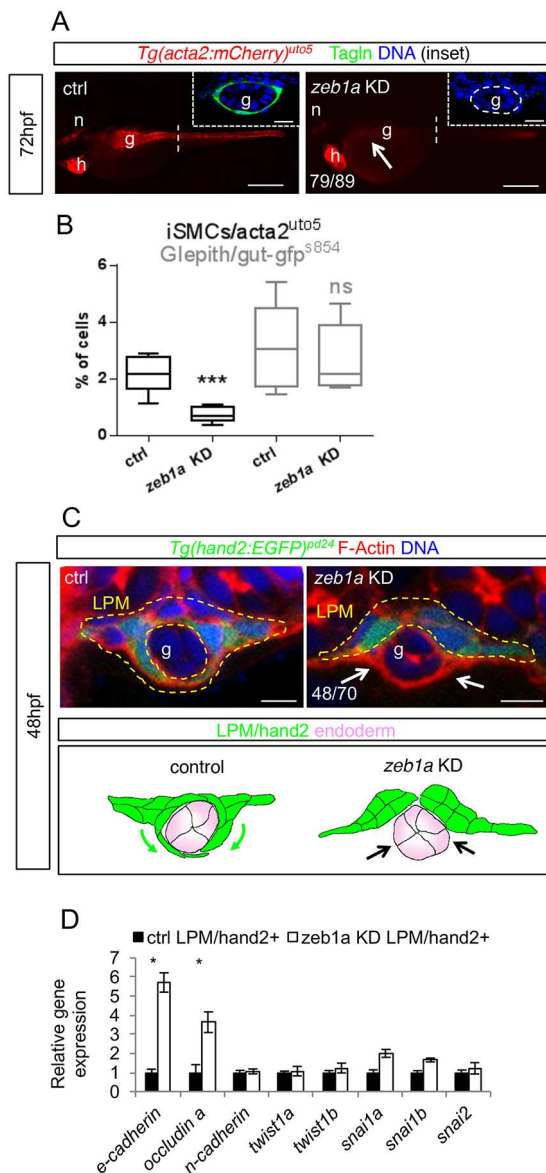 A
Tg(acta2:mCherry)uto5 Tagln DNA (inset)
72hpf
ctrl
g
n
g
h
zeb1a KD
g
n
g
h
79/89
B
iSMCs/acta2uto5
Glepith/gut-gfps854
% of cells
6
4
2
0
***
ns
ctrl
zeb1a KD
ctrl
zeb1a KD
C
Tg(hand2:EGFP)pd24 F-Actin DNA
48hpf
ctrl
LPM
g
zeb1a KD
LPM
g
48/70
LPM/hand2 endoderm
control
zeb1a KD
D
ctrl LPM/hand2+ zeb1a KD LPM/hand2+
Relative gene
expression
7
6
5
4
3
2
1
0
*
*
e-cadherin
occludin a
n-cadherin
twist1a
twist1b
snai1a
snai1b
snai2